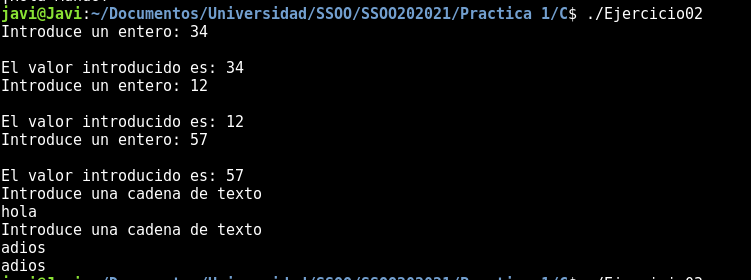 javi@Javi:~/Documentos/Universidad/SSOO/SSOO202021/Practica 1/C$ ./Ejercicio02
Introduce un entero: 34
El valor introducido es: 34
Introduce un entero: 12
El valor introducido es: 12
Introduce un entero: 57
El valor introducido es: 57
Introduce una cadena de texto
hola
Introduce una cadena de texto
adios
adios